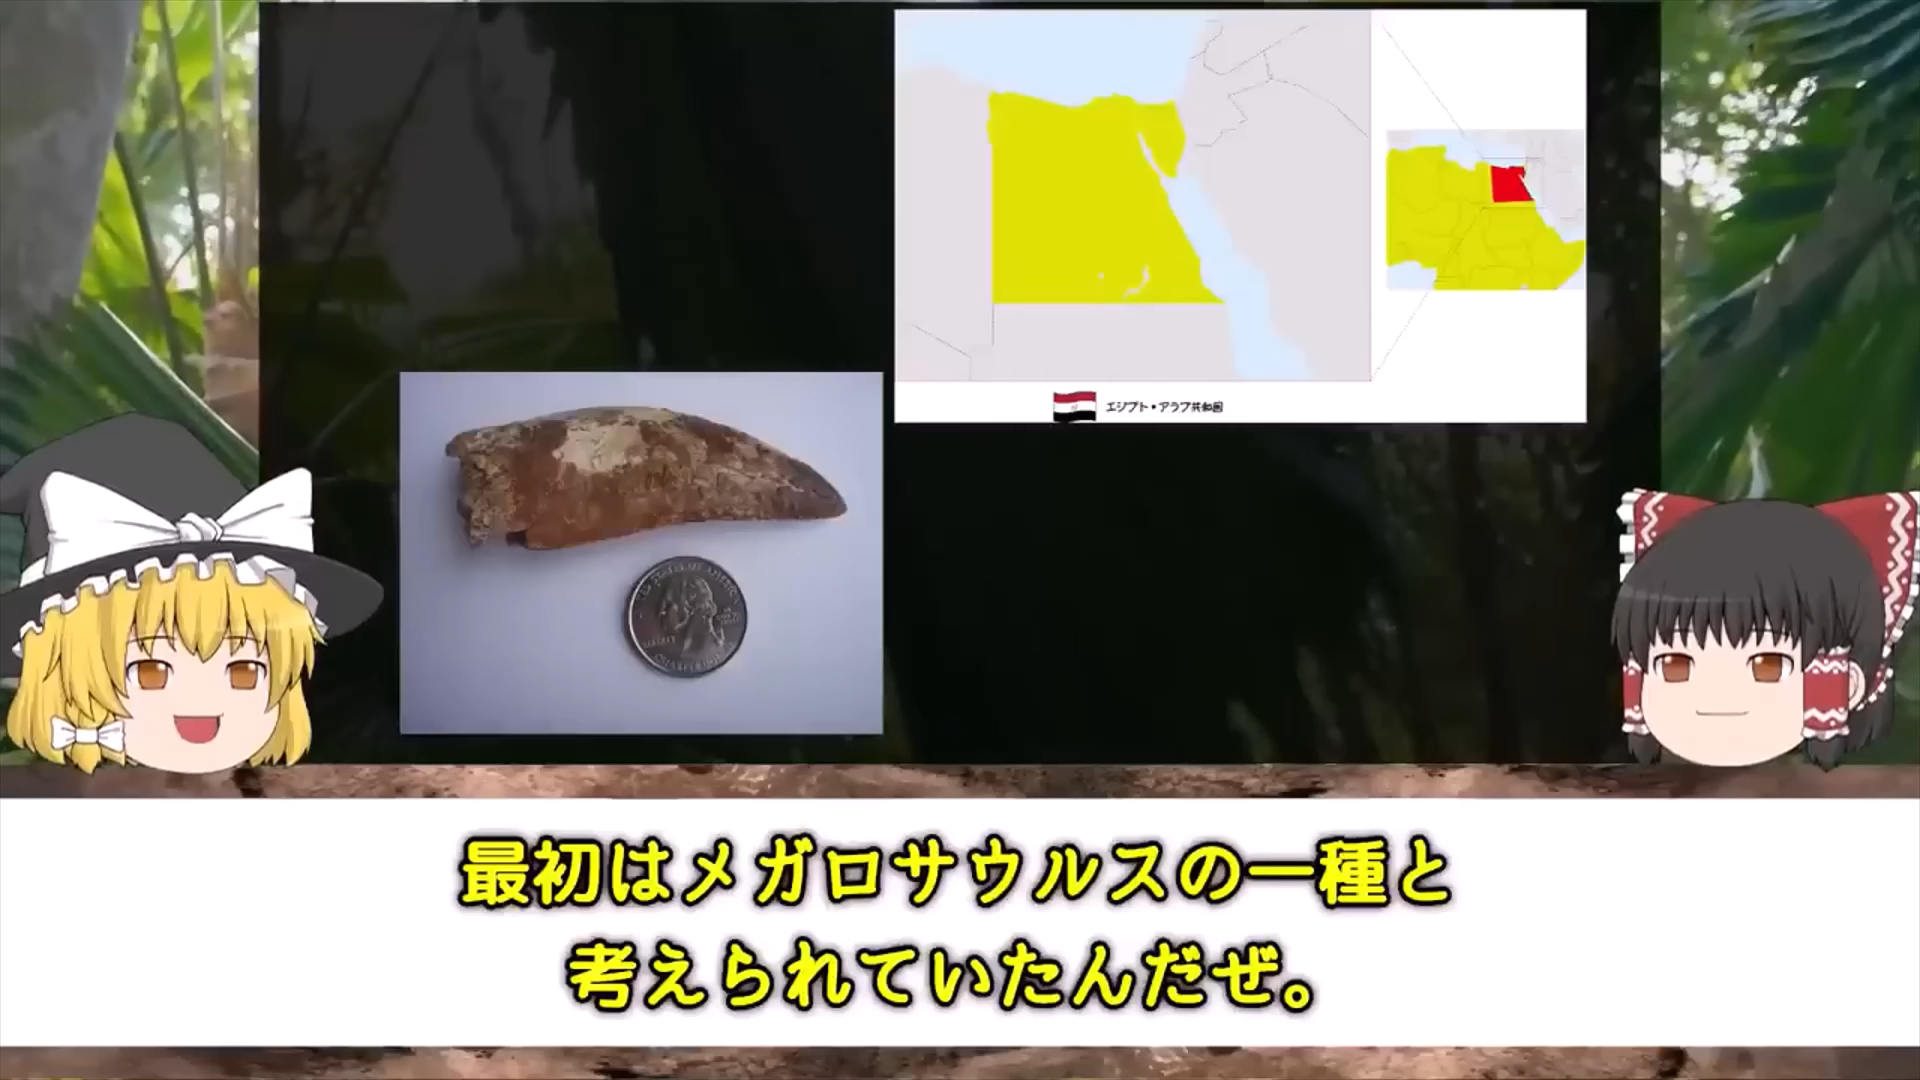 エジプト・アラブ共和国
最初はメガロサウルスの一種と
考えられていたんだぜ。